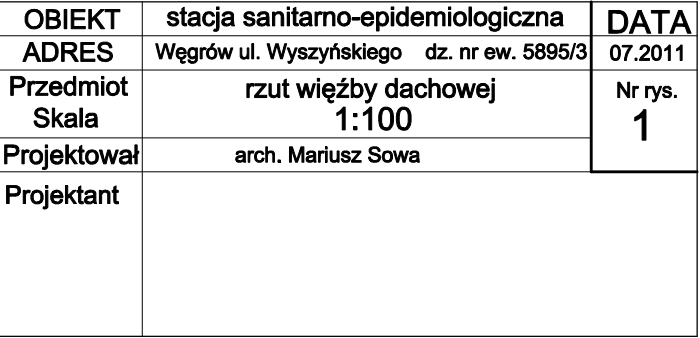 OBIEKT stacja sanitarno-epidemiologiczna DATA
ADRES Węgrów ul. Wyszyńskiego dz. nr ew. 5895/3 07.2011
Przedmiot rzut więźby dachowej Nr rys.
Skala 1:100 1
Projektował arch. Mariusz Sowa
Projektant